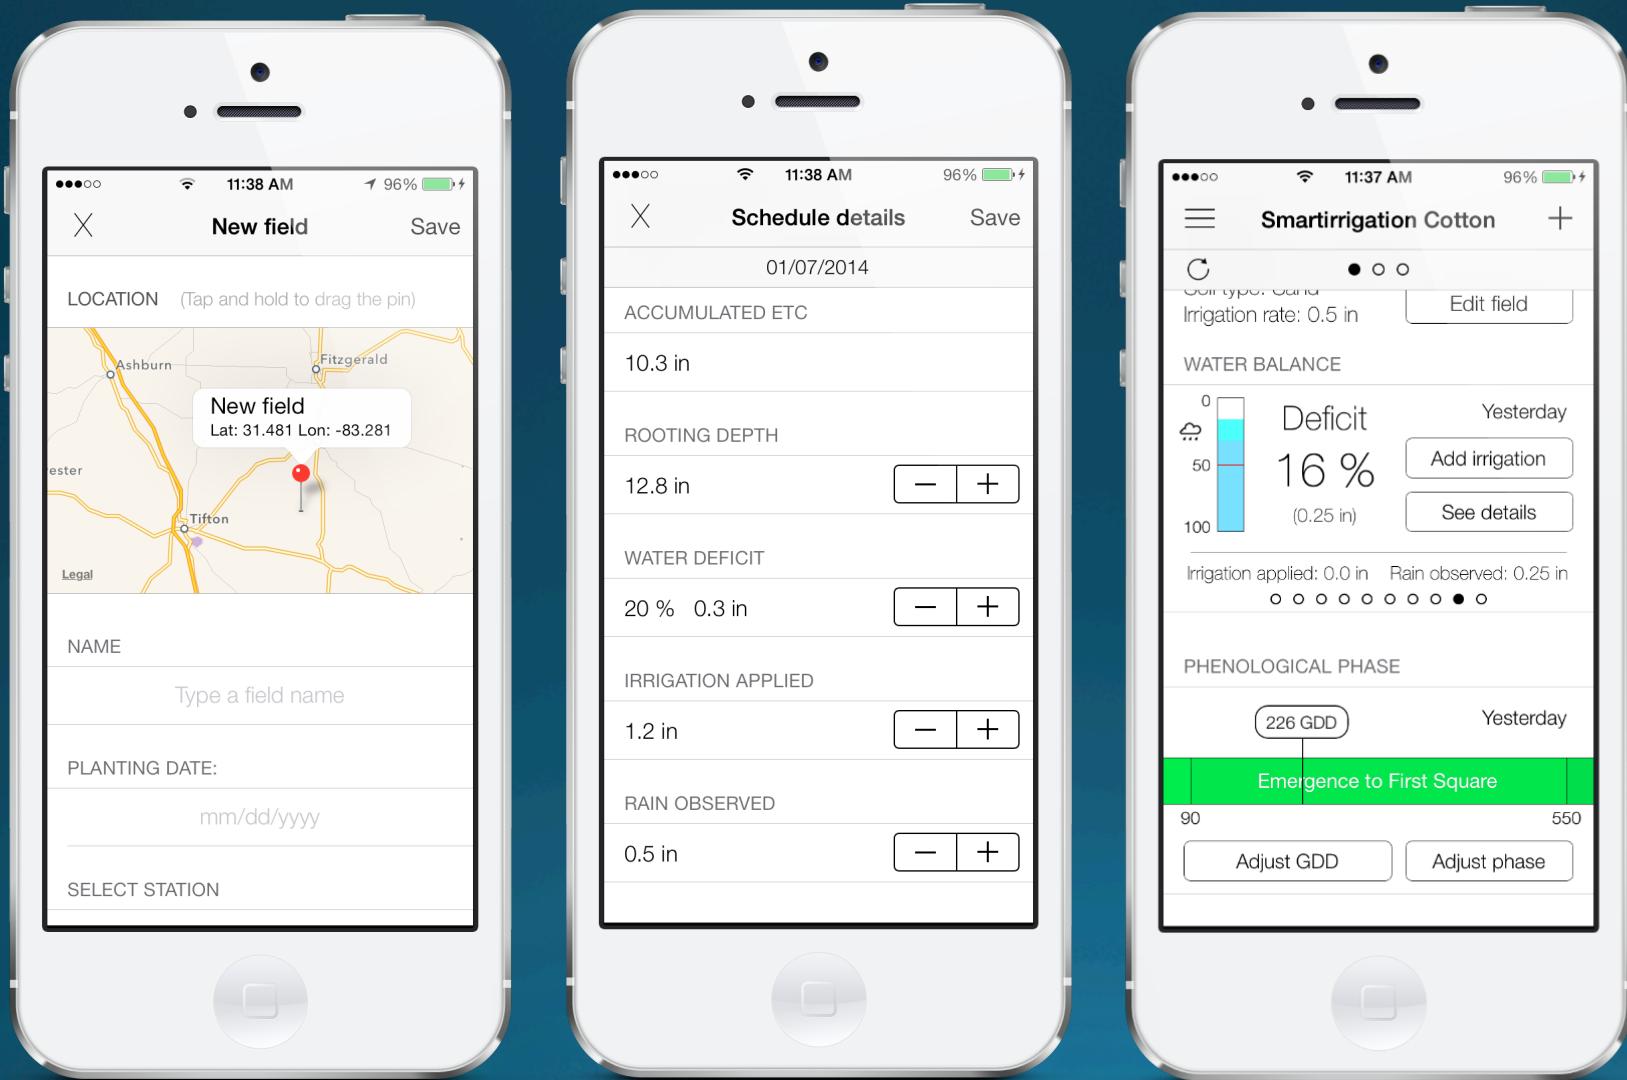 11:38 AM
96%
New field
Save
LOCATION (Tap and hold to drag the pin)
Ashburn
Fitzgerald
New field
Lat: 31.481 Lon: -83.281
ester
Tifton
Legal
NAME
Type a field name
PLANTING DATE:
mm/dd/yyyy
SELECT STATION
11:38 AM
96%
Schedule details
Save
01/07/2014
ACCUMULATED ETC
10.3 in
ROOTING DEPTH
12.8 in
WATER DEFICIT
20 % 0.3 in
IRRIGATION APPLIED
1.2 in
RAIN OBSERVED
0.5 in
11:37 AM
96%
Smartirrigation Cotton
Soil type: Sand
Irrigation rate: 0.5 in
Edit field
WATER BALANCE
0
50
100
Deficit
16 %
(0.25 in)
Yesterday
Add irrigation
See details
Irrigation applied: 0.0 in Rain observed: 0.25 in
PHENOLOGICAL PHASE
226 GDD
Yesterday
Emergence to First Square
90
550
Adjust GDD
Adjust phase